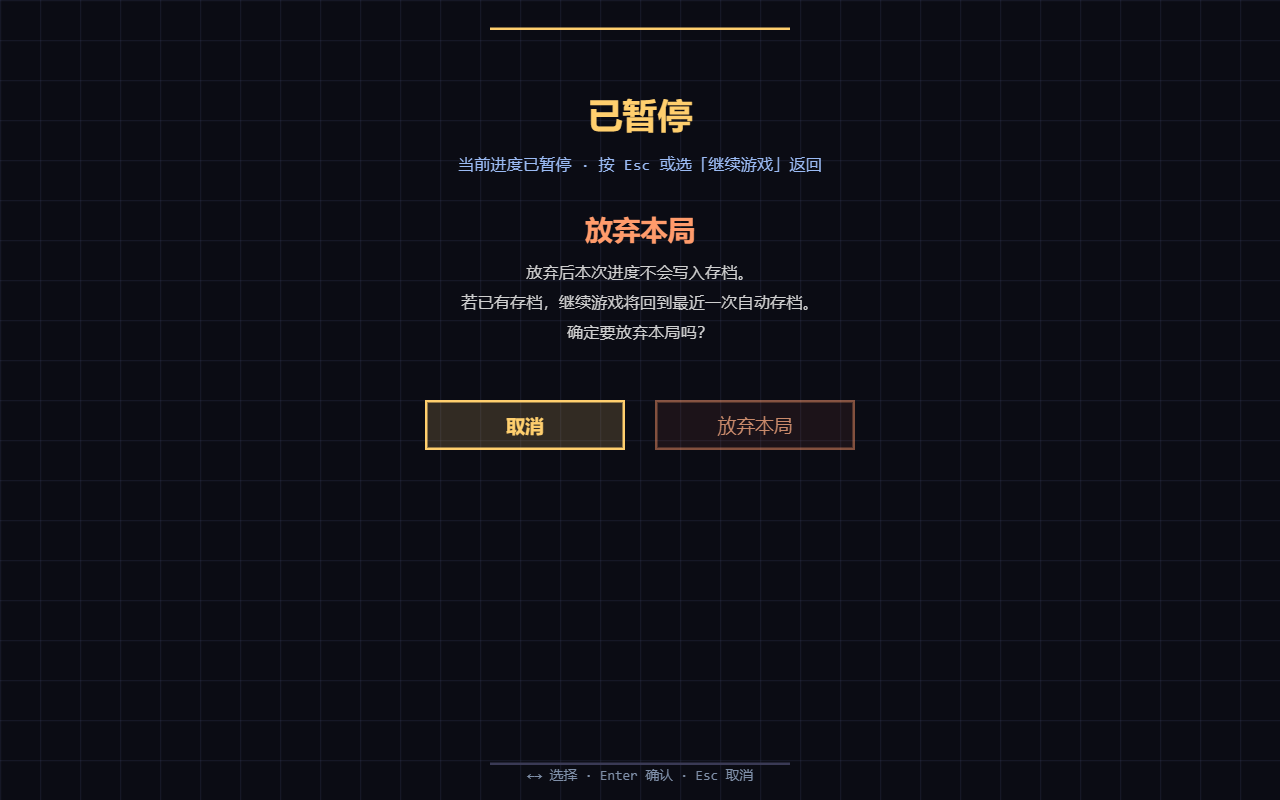 已暂停
当前进度已暂停 · 按 Esc 或选「继续游戏」返回
放弃本局
放弃后本次进度不会写入存档。
若已有存档，继续游戏将回到最近一次自动存档。
确定要放弃本局吗？
取消
放弃本局
↔ 选择 · Enter 确认 · Esc 取消